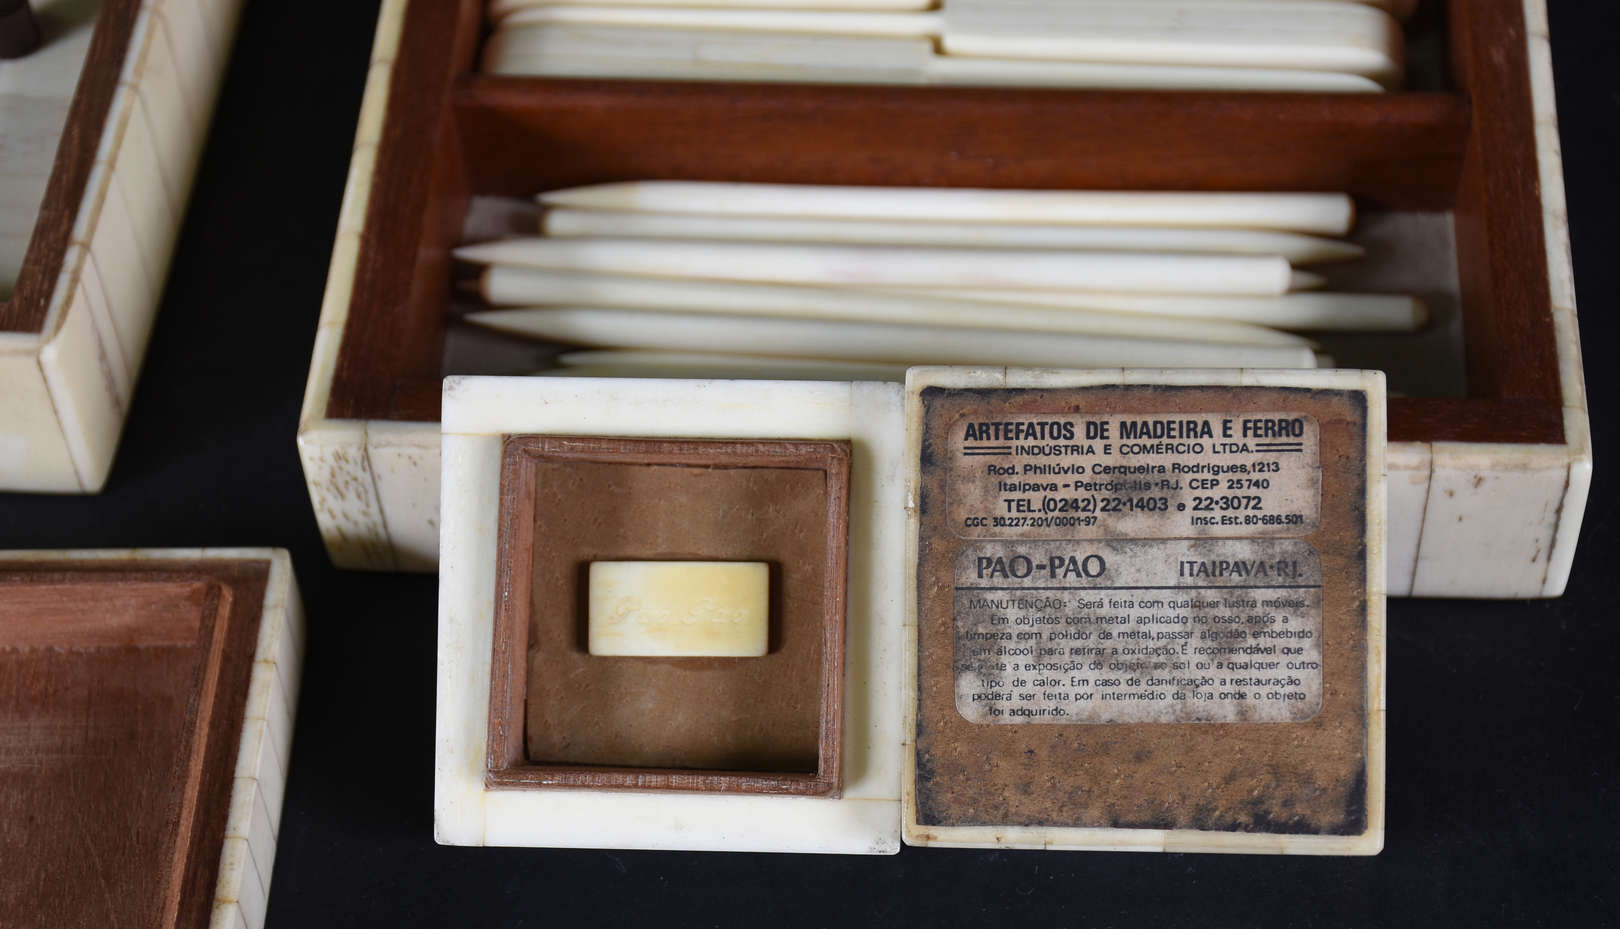 ARTEFATOS DE MADEIRA E FERRO
INDÚSTRIA E COMÉRCIO LTDA.
Rod. Philúvio Cerqueira Rodrigues,1213
Itaipava - Petrópolis·RJ. CEP 25740
TEL.(0242)22·1403 e 22·3072
CGC 30.227.201/0001-97 Insc. Est. 80-686.501
PAO-PAO ITAIPAVA·RJ.
MANUTENÇÃO: Será feita com qualquer lustra móveis.
Em objetos com metal aplicado no osso, após a
limpeza com polidor de metal, passar algodão embebido
em álcool para retirar a oxidação. É recomendável que
a exposição do objeto ao sol ou a qualquer outro
tipo de calor. Em caso de danificação a restauração
poderá ser feita por intermédio da loja onde o objeto
foi adquirido.
Pao Pao